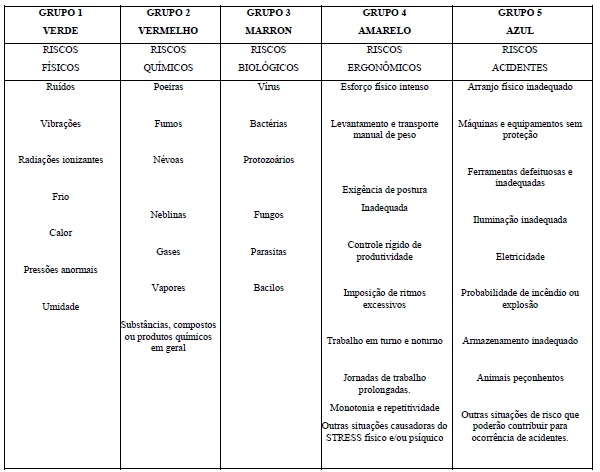 GRUPO 1
VERDE
GRUPO 2
VERMELHO
GRUPO 3
MARRON
GRUPO 4
AMARELO
GRUPO 5
AZUL
RISCOS
FÍSICOS
RISCOS
QUÍMICOS
RISCOS
BIOLÓGICOS
RISCOS
ERGONÔMICOS
RISCOS
ACIDENTES
Ruídos
Vibrações
Radiações ionizantes
Frio
Calor
Pressões anormais
Umidade
Poeiras
Fumos
Névoas
Neblinas
Gases
Vapores
Substâncias, compostos
ou produtos químicos
em geral
Vírus
Bactérias
Protozoários
Fungos
Parasitas
Bacilos
Esforço físico intenso
Levantamento e transporte
manual de peso
Exigência de postura
Inadequada
Controle rígido de
produtividade
Imposição de ritmos
excessivos
Trabalho em turno e noturno
Jornadas de trabalho
prolongadas.
Monotonia e repetitividade
Outras situações causadoras do
STRESS físico e/ou psíquico
Arranjo físico inadequado
Máquinas e equipamentos sem
proteção
Ferramentas defeituosas e
inadequadas
Iluminação inadequada
Eletricidade
Probabilidade de incêndio ou
explosão
Armazenamento inadequado
Animais peçonhentos
Outras situações de risco que
poderão contribuir para
ocorrência de acidentes.